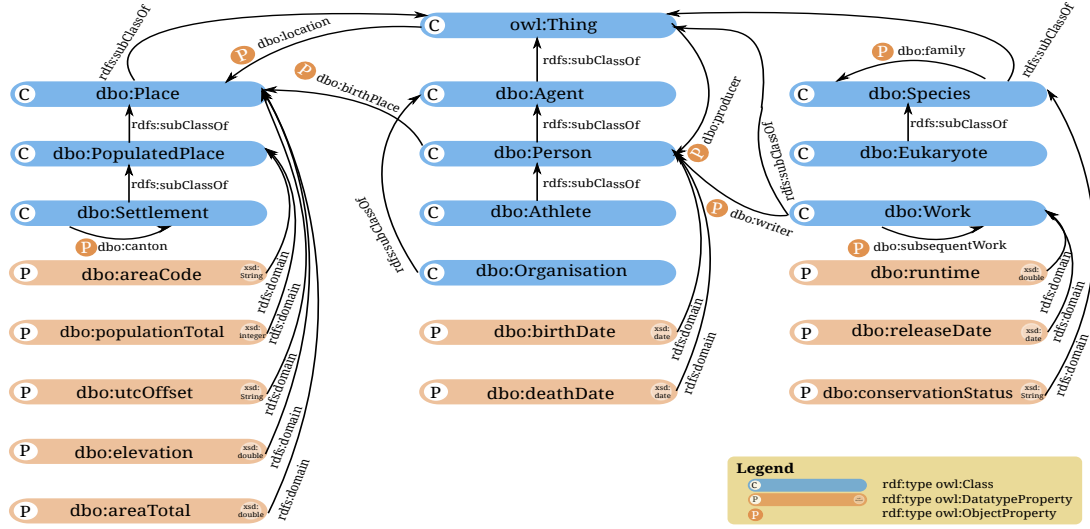 owl:Thing
C
rdfs:subClassOf
P
dbo:location
P
dbo:family
rdfs:subClassOf
C
dbo:Place
P
dbo:birthPlace
rdfs:subClassOf
C
dbo:Agent
P
dbo:producer
rdfs:subClassOf
C
dbo:Species
rdfs:subClassOf
rdfs:subClassOf
rdfs:subClassOf
C
dbo:PopulatedPlace
C
dbo:Person
C
dbo:Eukaryote
rdfs:subClassOf
rdfs:subClassOf
C
dbo:Settlement
C
dbo:Athlete
P
dbo:writer
C
dbo:Work
P
dbo:canton
rdfs:subClassOf
P
dbo:subsequentWork
P
dbo:areaCode
xsd:
String
rdfs:domain
C
dbo:Organisation
P
dbo:runtime
xsd:
double
rdfs:domain
P
dbo:populationTotal
xsd:
integer
rdfs:domain
P
dbo:birthDate
xsd:
date
rdfs:domain
P
dbo:releaseDate
xsd:
date
rdfs:domain
P
dbo:utcOffset
xsd:
String
rdfs:domain
P
dbo:deathDate
xsd:
date
rdfs:domain
P
dbo:conservationStatus
xsd:
String
rdfs:domain
P
dbo:elevation
xsd:
double
rdfs:domain
P
dbo:areaTotal
xsd:
double
rdfs:domain
Legend
C
rdf:type owl:Class
P
rdf:type owl:DatatypeProperty
P
rdf:type owl:ObjectProperty